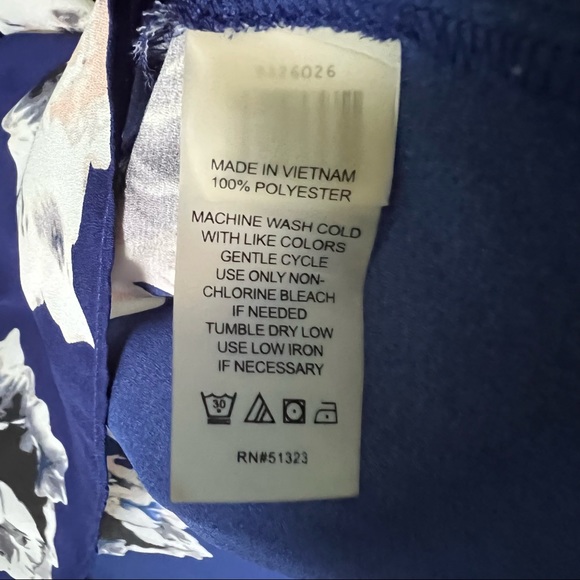 MADE IN VIETNAM
100% POLYESTER
MACHINE WASH COLD
WITH LIKE COLORS
GENTLE CYCLE
USE ONLY NON-
CHLORINE BLEACH
IF NEEDED
TUMBLE DRY LOW
USE LOW IRON
IF NECESSARY
30
RN#51323